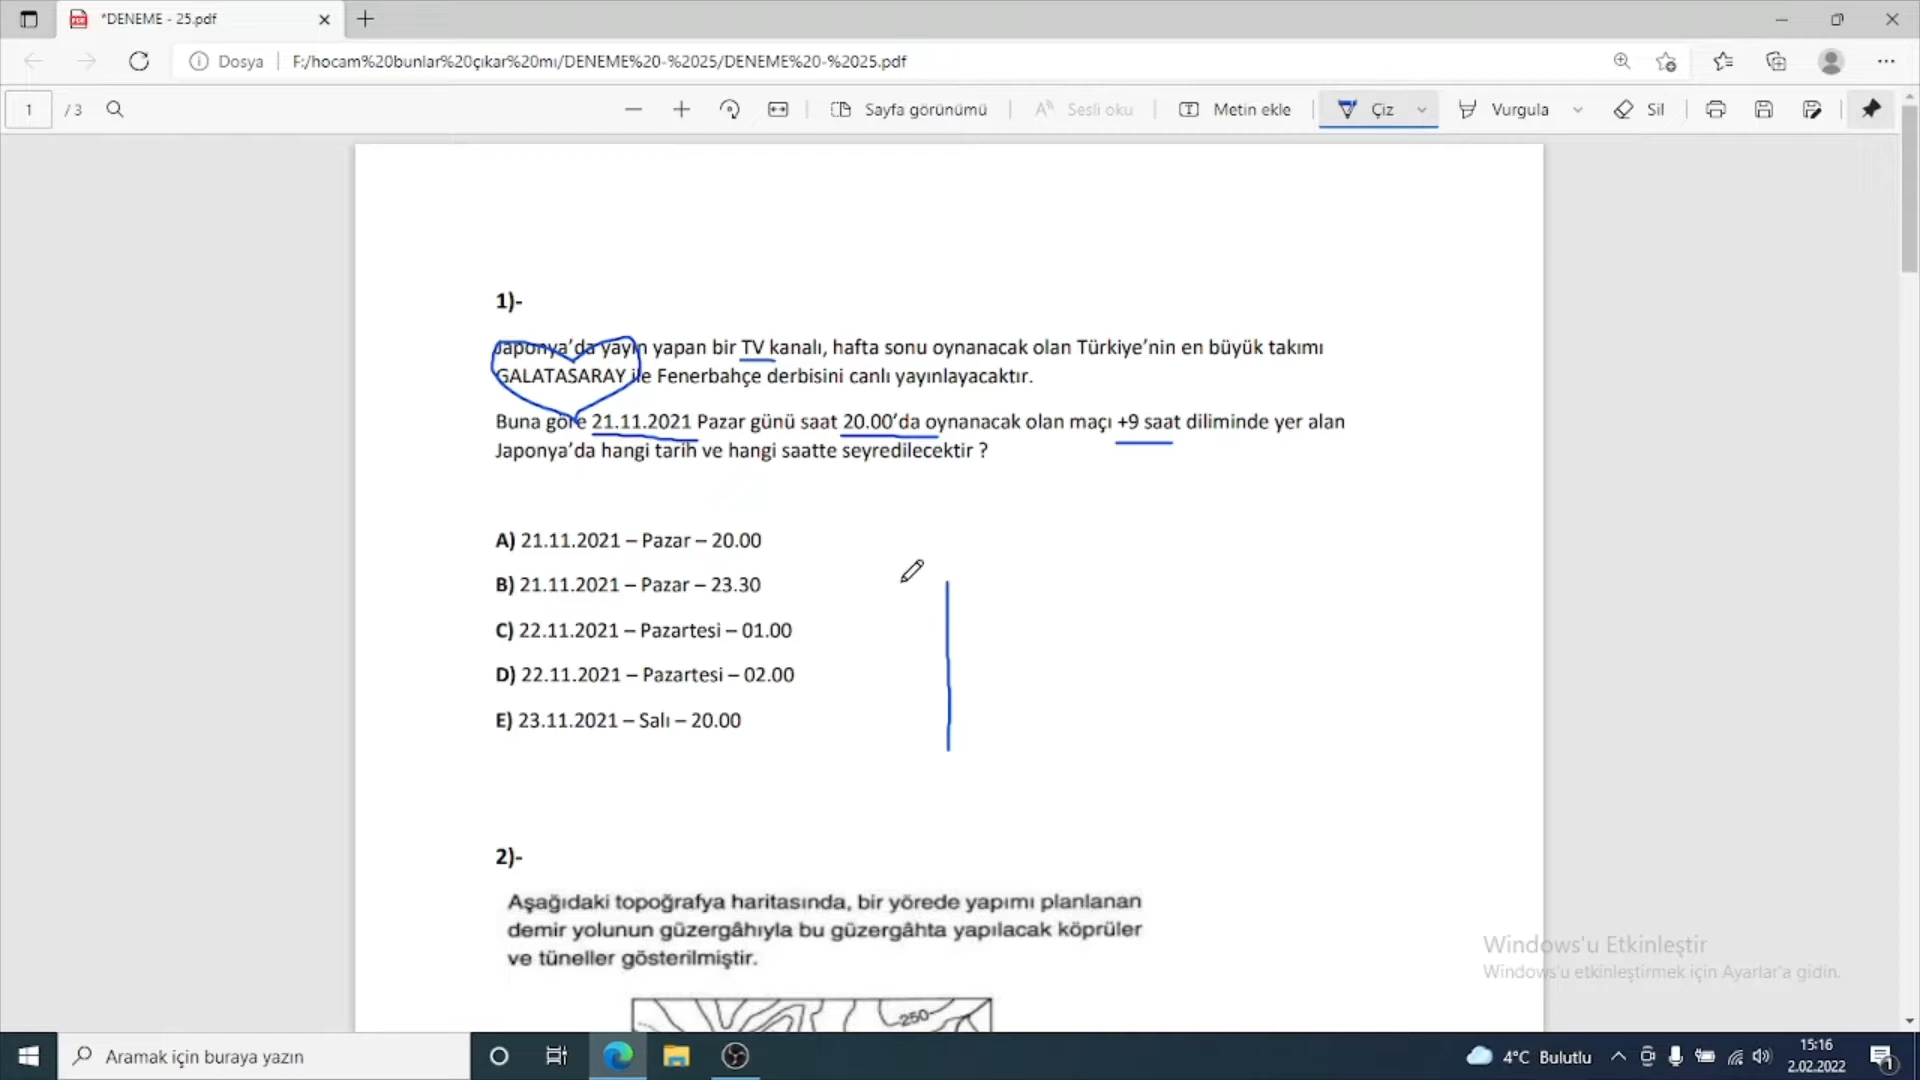 *DENEME - 25.pdf
Dosya
F:/hocam%20bunlar%20çıkar%20mı/DENEME%20-%2025/DENEME%20-%2025.pdf
1 / 3
Sayfa görünümü
Sesli oku
Metin ekle
Çiz
Vurgula
Sil
1)-
Japonya'da yayın yapan bir TV kanalı, hafta sonu oynanacak olan Türkiye'nin en büyük takımı
GALATASARAY ile Fenerbahçe derbisini canlı yayınlayacaktır.
Buna göre 21.11.2021 Pazar günü saat 20.00'da oynanacak olan maçı +9 saat diliminde yer alan
Japonya'da hangi tarih ve hangi saatte seyredilecektir ?
A) 21.11.2021 – Pazar – 20.00
B) 21.11.2021 – Pazar – 23.30
C) 22.11.2021 – Pazartesi – 01.00
D) 22.11.2021 – Pazartesi – 02.00
E) 23.11.2021 – Salı – 20.00
2)-
Aşağıdaki topoğrafya haritasında, bir yörede yapımı planlanan
demir yolunun güzergâhıyla bu güzergâhta yapılacak köprüler
ve tüneller gösterilmiştir.
250
Windows'u Etkinleştir
Windows'u etkinleştirmek için Ayarlar'a gidin.
Aramak için buraya yazın
4°C Bulutlu
15:16
2.02.2022
1